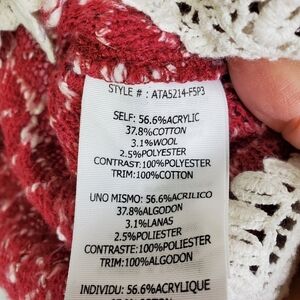 STYLE # : ATA5214-F5P3
SELF: 56.6%ACRYLIC
37.8%COTTON
3.1%WOOL
2.5%POLYESTER
CONTRAST:100%POLYESTER
TRIM:100%COTTON
UNO MISMO: 56.6%ACRILICO
37.8%ALGODON
3.1%LANAS
2.5%POLIESTER
CONTRASTE:100%POLIESTER
TRIM:100%ALGODON
INDIVIDU: 56.6%ACRYLIQUE